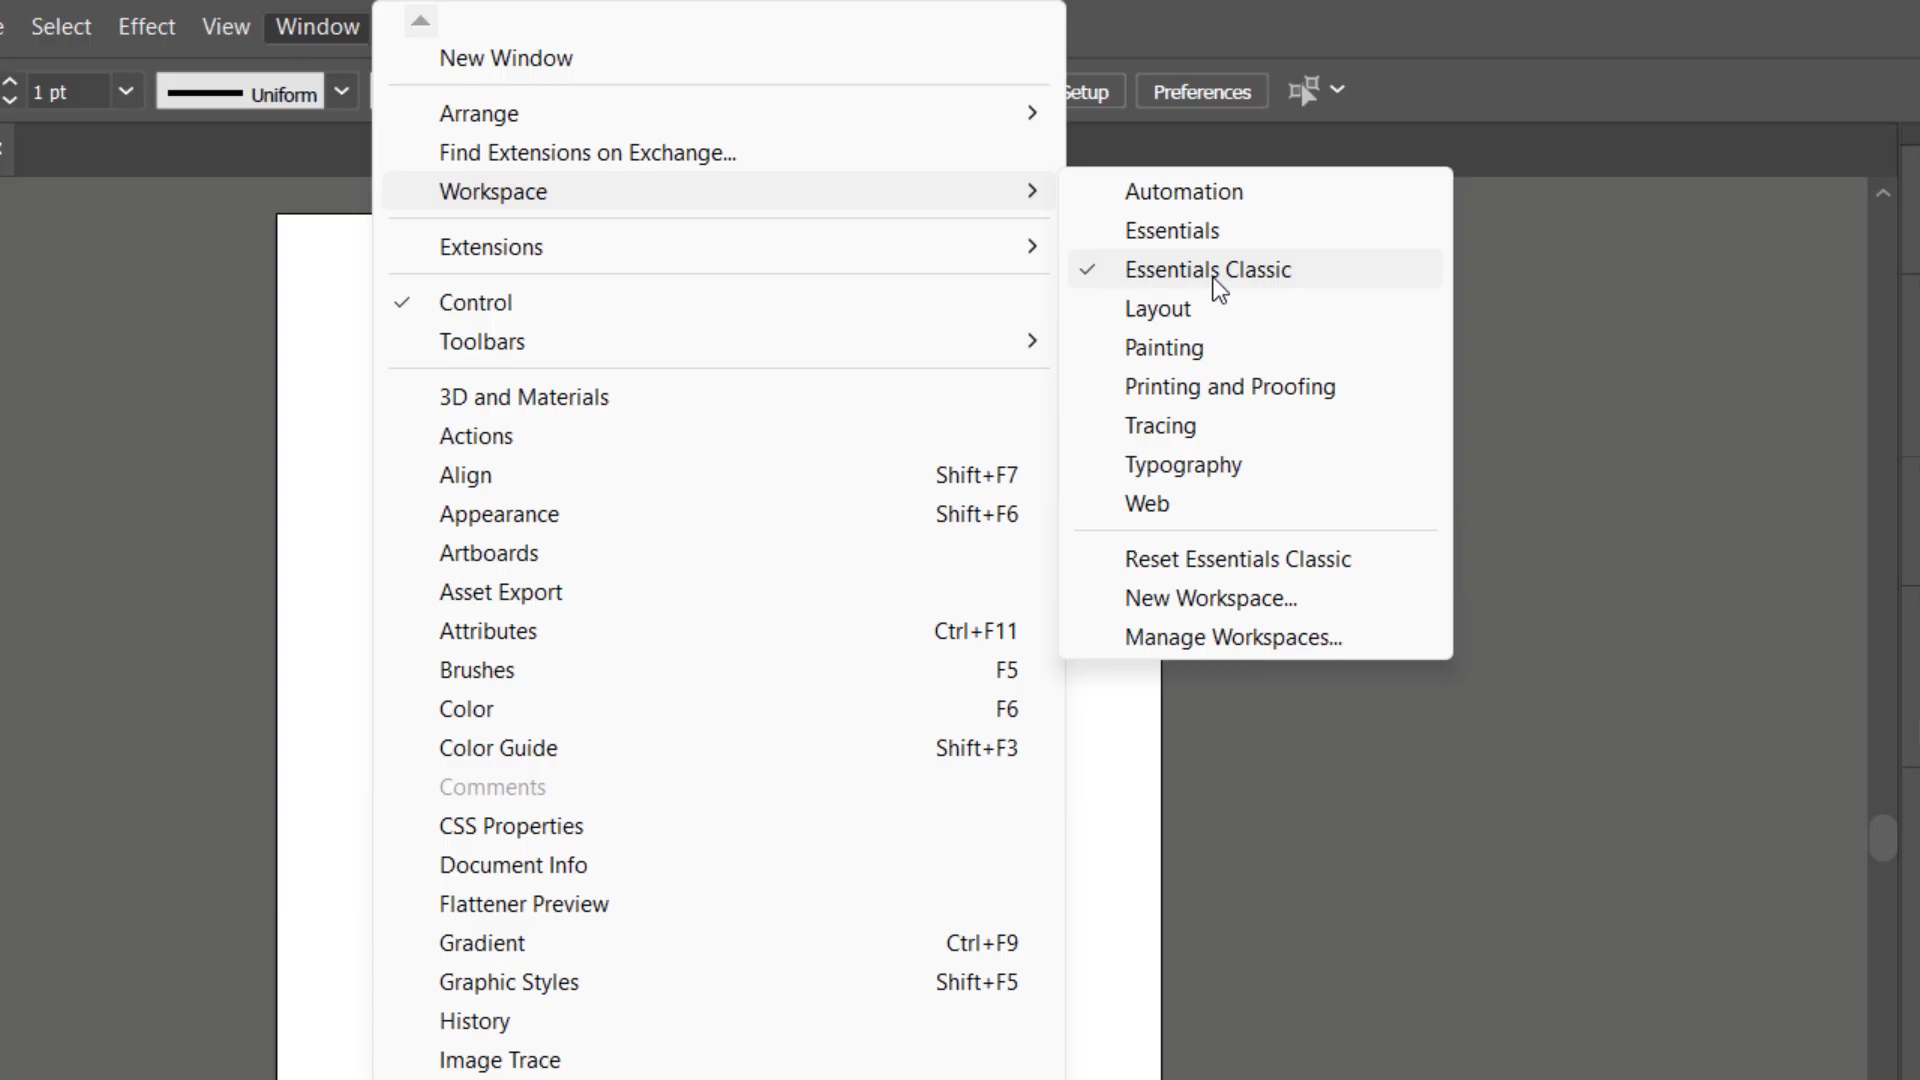 Select Effect View Window
1 pt Uniform Setup Preferences
New Window
Arrange
Find Extensions on Exchange...
Workspace
Extensions
Control
Toolbars
3D and Materials
Actions
Align Shift+F7
Appearance Shift+F6
Artboards
Asset Export
Attributes Ctrl+F11
Brushes F5
Color F6
Color Guide Shift+F3
Comments
CSS Properties
Document Info
Flattener Preview
Gradient Ctrl+F9
Graphic Styles Shift+F5
History
Image Trace
Automation
Essentials
Essentials Classic
Layout
Painting
Printing and Proofing
Tracing
Typography
Web
Reset Essentials Classic
New Workspace...
Manage Workspaces...